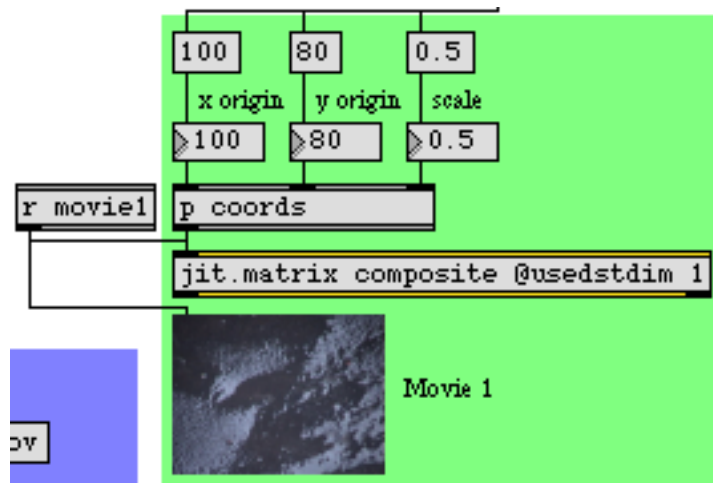 100 80 0.5
x origin y origin scale
100 80 0.5
r movie1 p coords
jit.matrix composite @usedstdim 1
Movie 1
ov